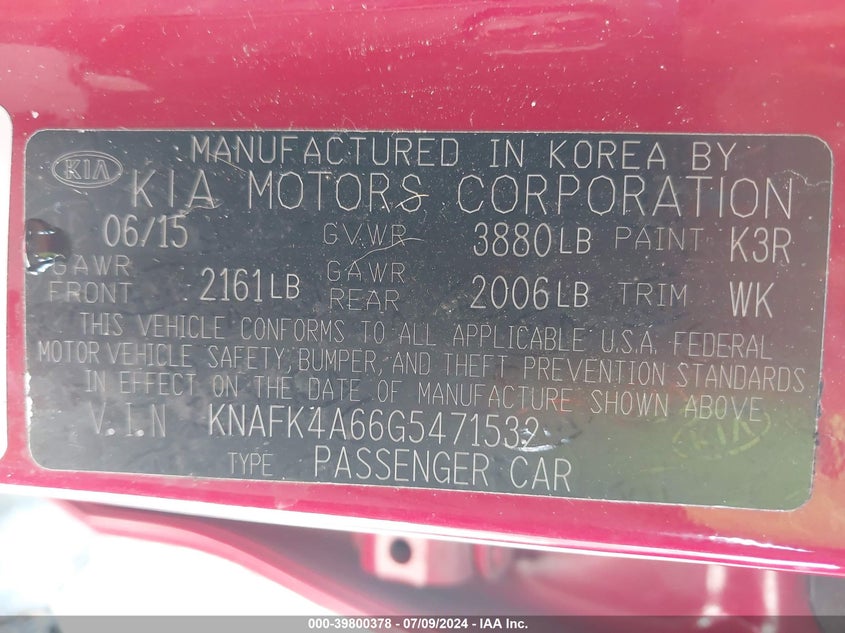 MANUFACTURED IN KOREA BY
KIA KIA MOTORS CORPORATION
06/15 G.V.WR 3880LB PAINT K3R
GAWR FRONT 2161LB GAWR REAR 2006LB TRIM WK
THIS VEHICLE CONFORMS TO ALL APPLICABLE U.S.A. FEDERAL
MOTOR VEHICLE SAFETY, BUMPER, AND THEFT PREVENTION STANDARDS
IN EFFECT ON THE DATE OF MANUFACTURE SHOWN ABOVE
V.I.N KNAFK4A66G5471532
TYPE PASSENGER CAR
KIA
000-39800378 - 07/09/2024 - IAA Inc.